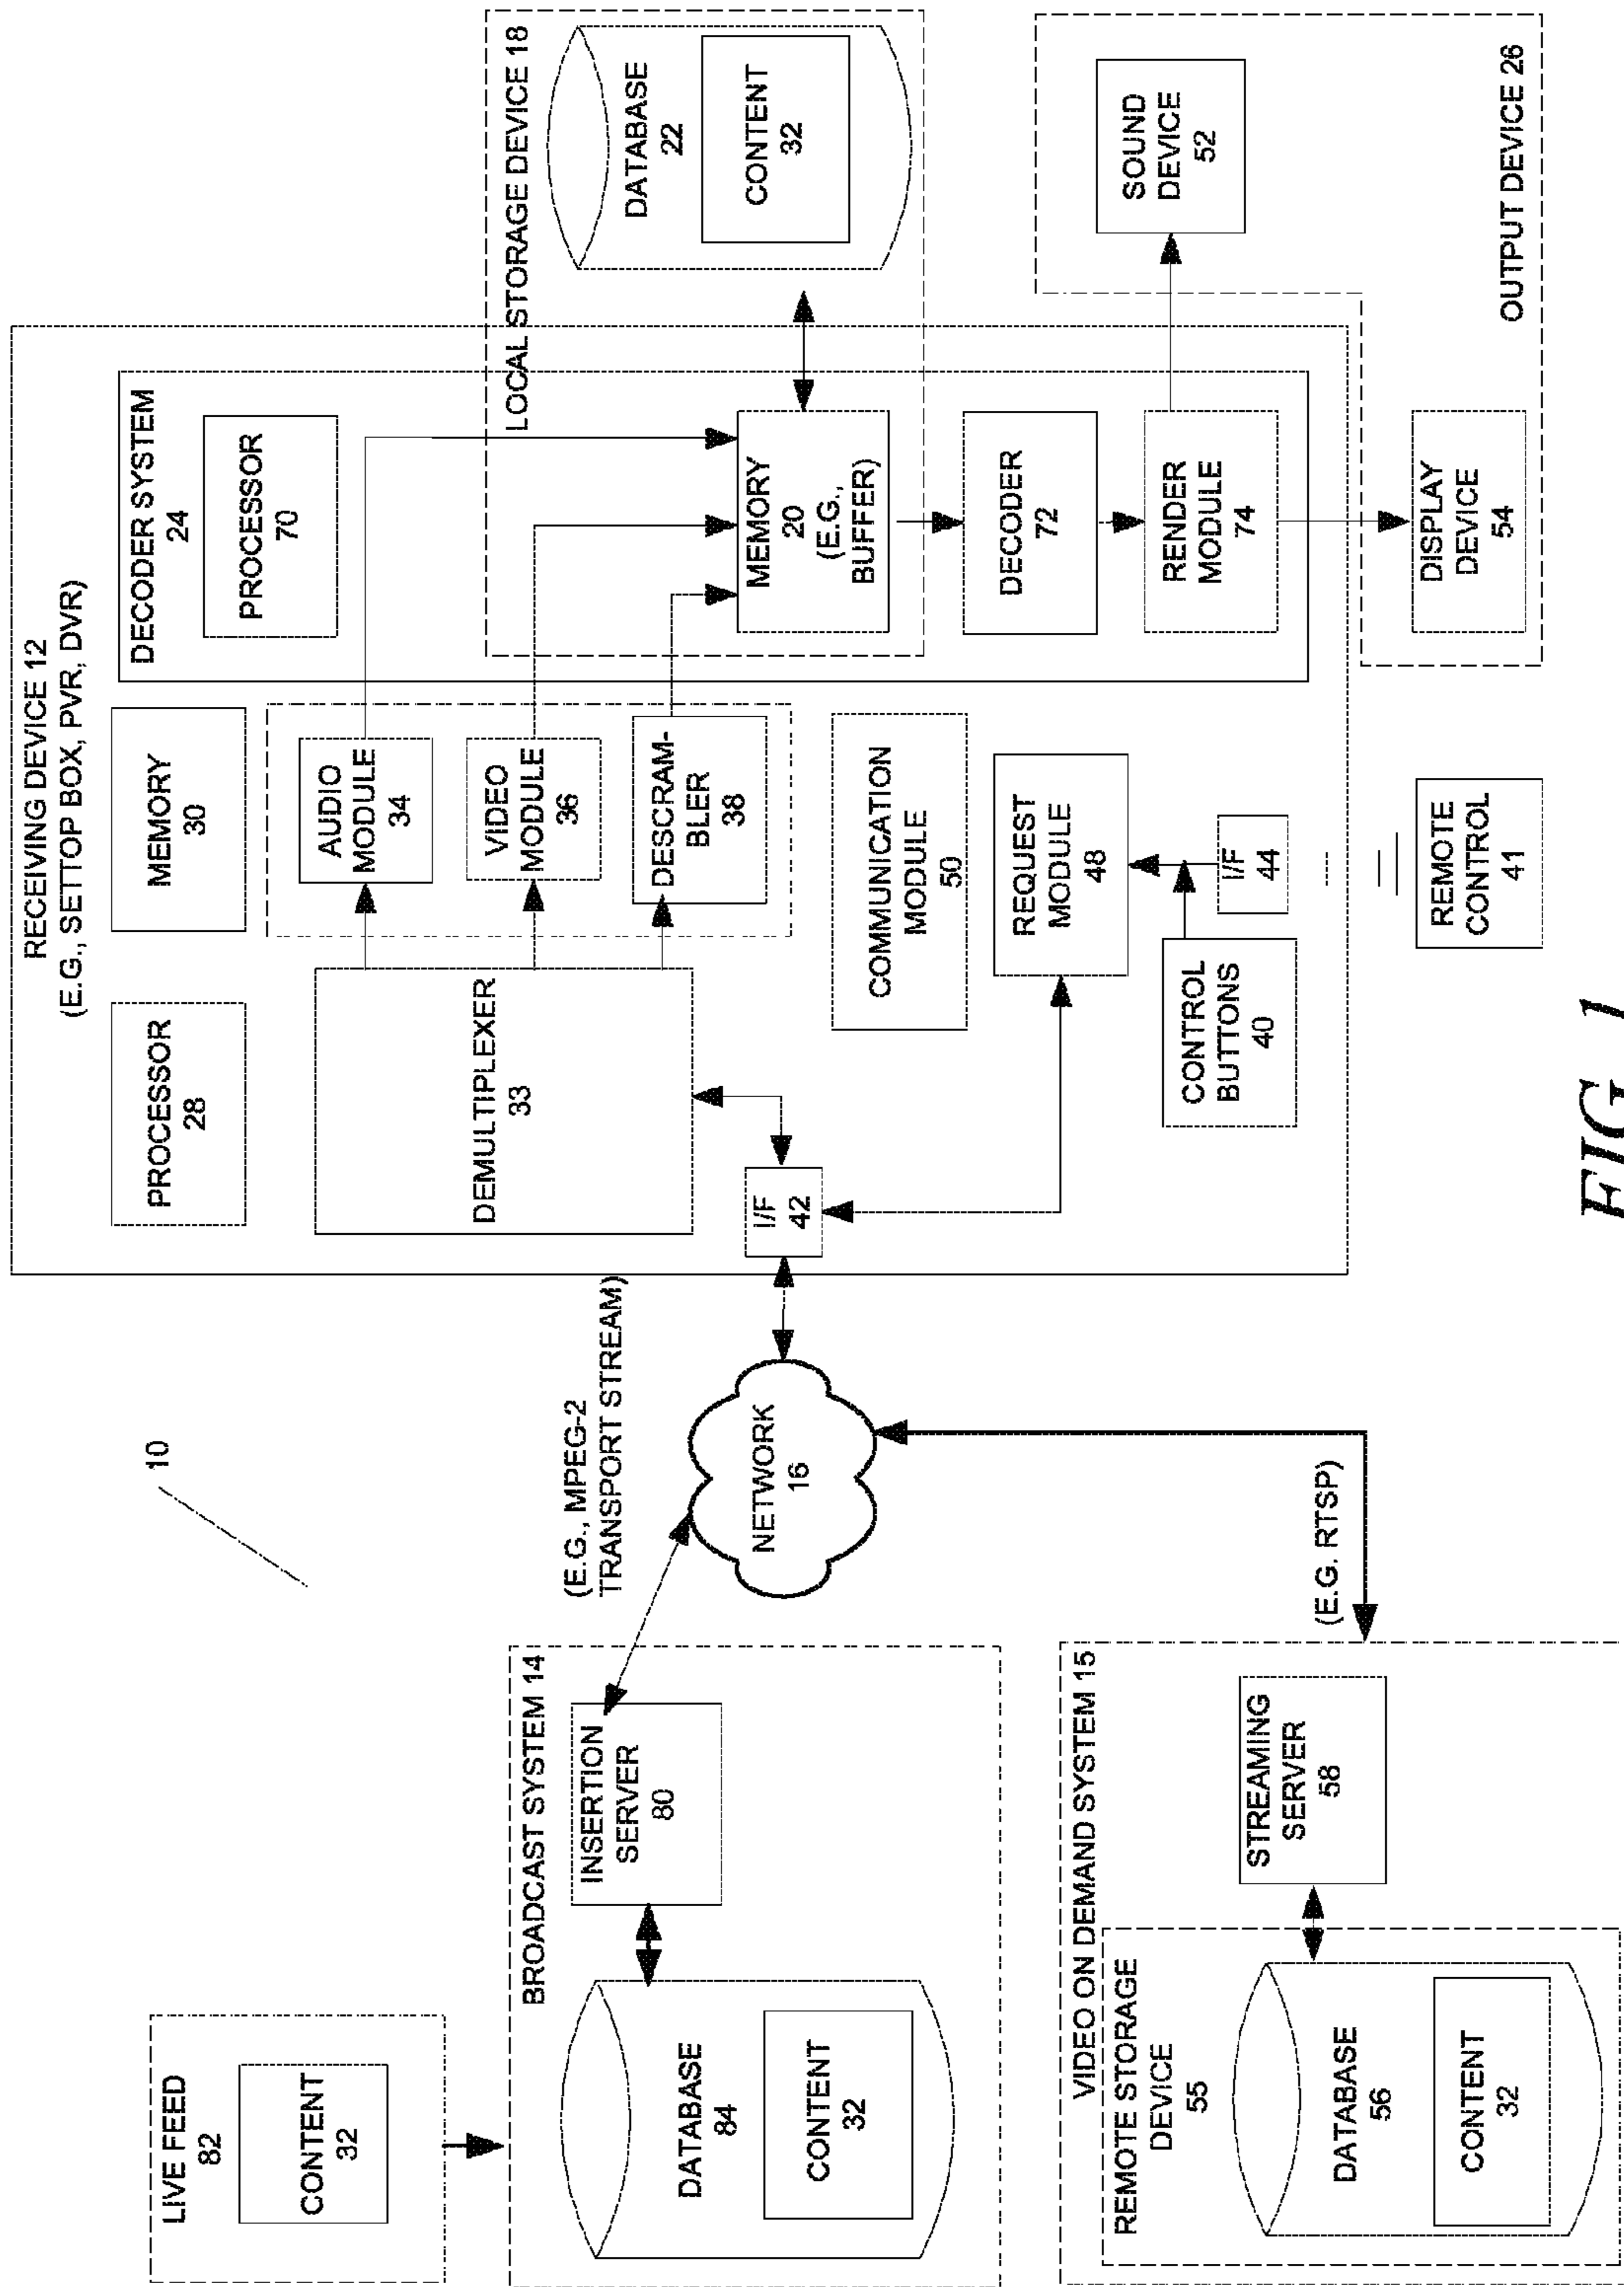 10
LIVE FEED
82
CONTENT
32
BROADCAST SYSTEM 14
DATABASE
84
CONTENT
32
INSERTION
SERVER
80
VIDEO ON DEMAND SYSTEM 15
REMOTE STORAGE
DEVICE
55
DATABASE
56
CONTENT
32
STREAMING
SERVER
58
(E.G. RTSP)
(E.G., MPEG-2
TRANSPORT STREAM)
NETWORK
16
RECEIVING DEVICE 12
(E.G., SETTOP BOX, PVR, DVR)
PROCESSOR
28
MEMORY
30
DEMULTIPLEXER
33
I/F
42
AUDIO
MODULE
34
VIDEO
MODULE
36
DESCRAM-
BLER
38
COMMUNICATION
MODULE
50
REQUEST
MODULE
48
CONTROL
BUTTONS
40
I/F
44
REMOTE
CONTROL
41
DECODER SYSTEM
24
PROCESSOR
70
LOCAL STORAGE DEVICE 18
MEMORY
20
(E.G.,
BUFFER)
DATABASE
22
CONTENT
32
DECODER
72
RENDER
MODULE
74
SOUND
DEVICE
52
DISPLAY
DEVICE
54
OUTPUT DEVICE 26
FIG. 1